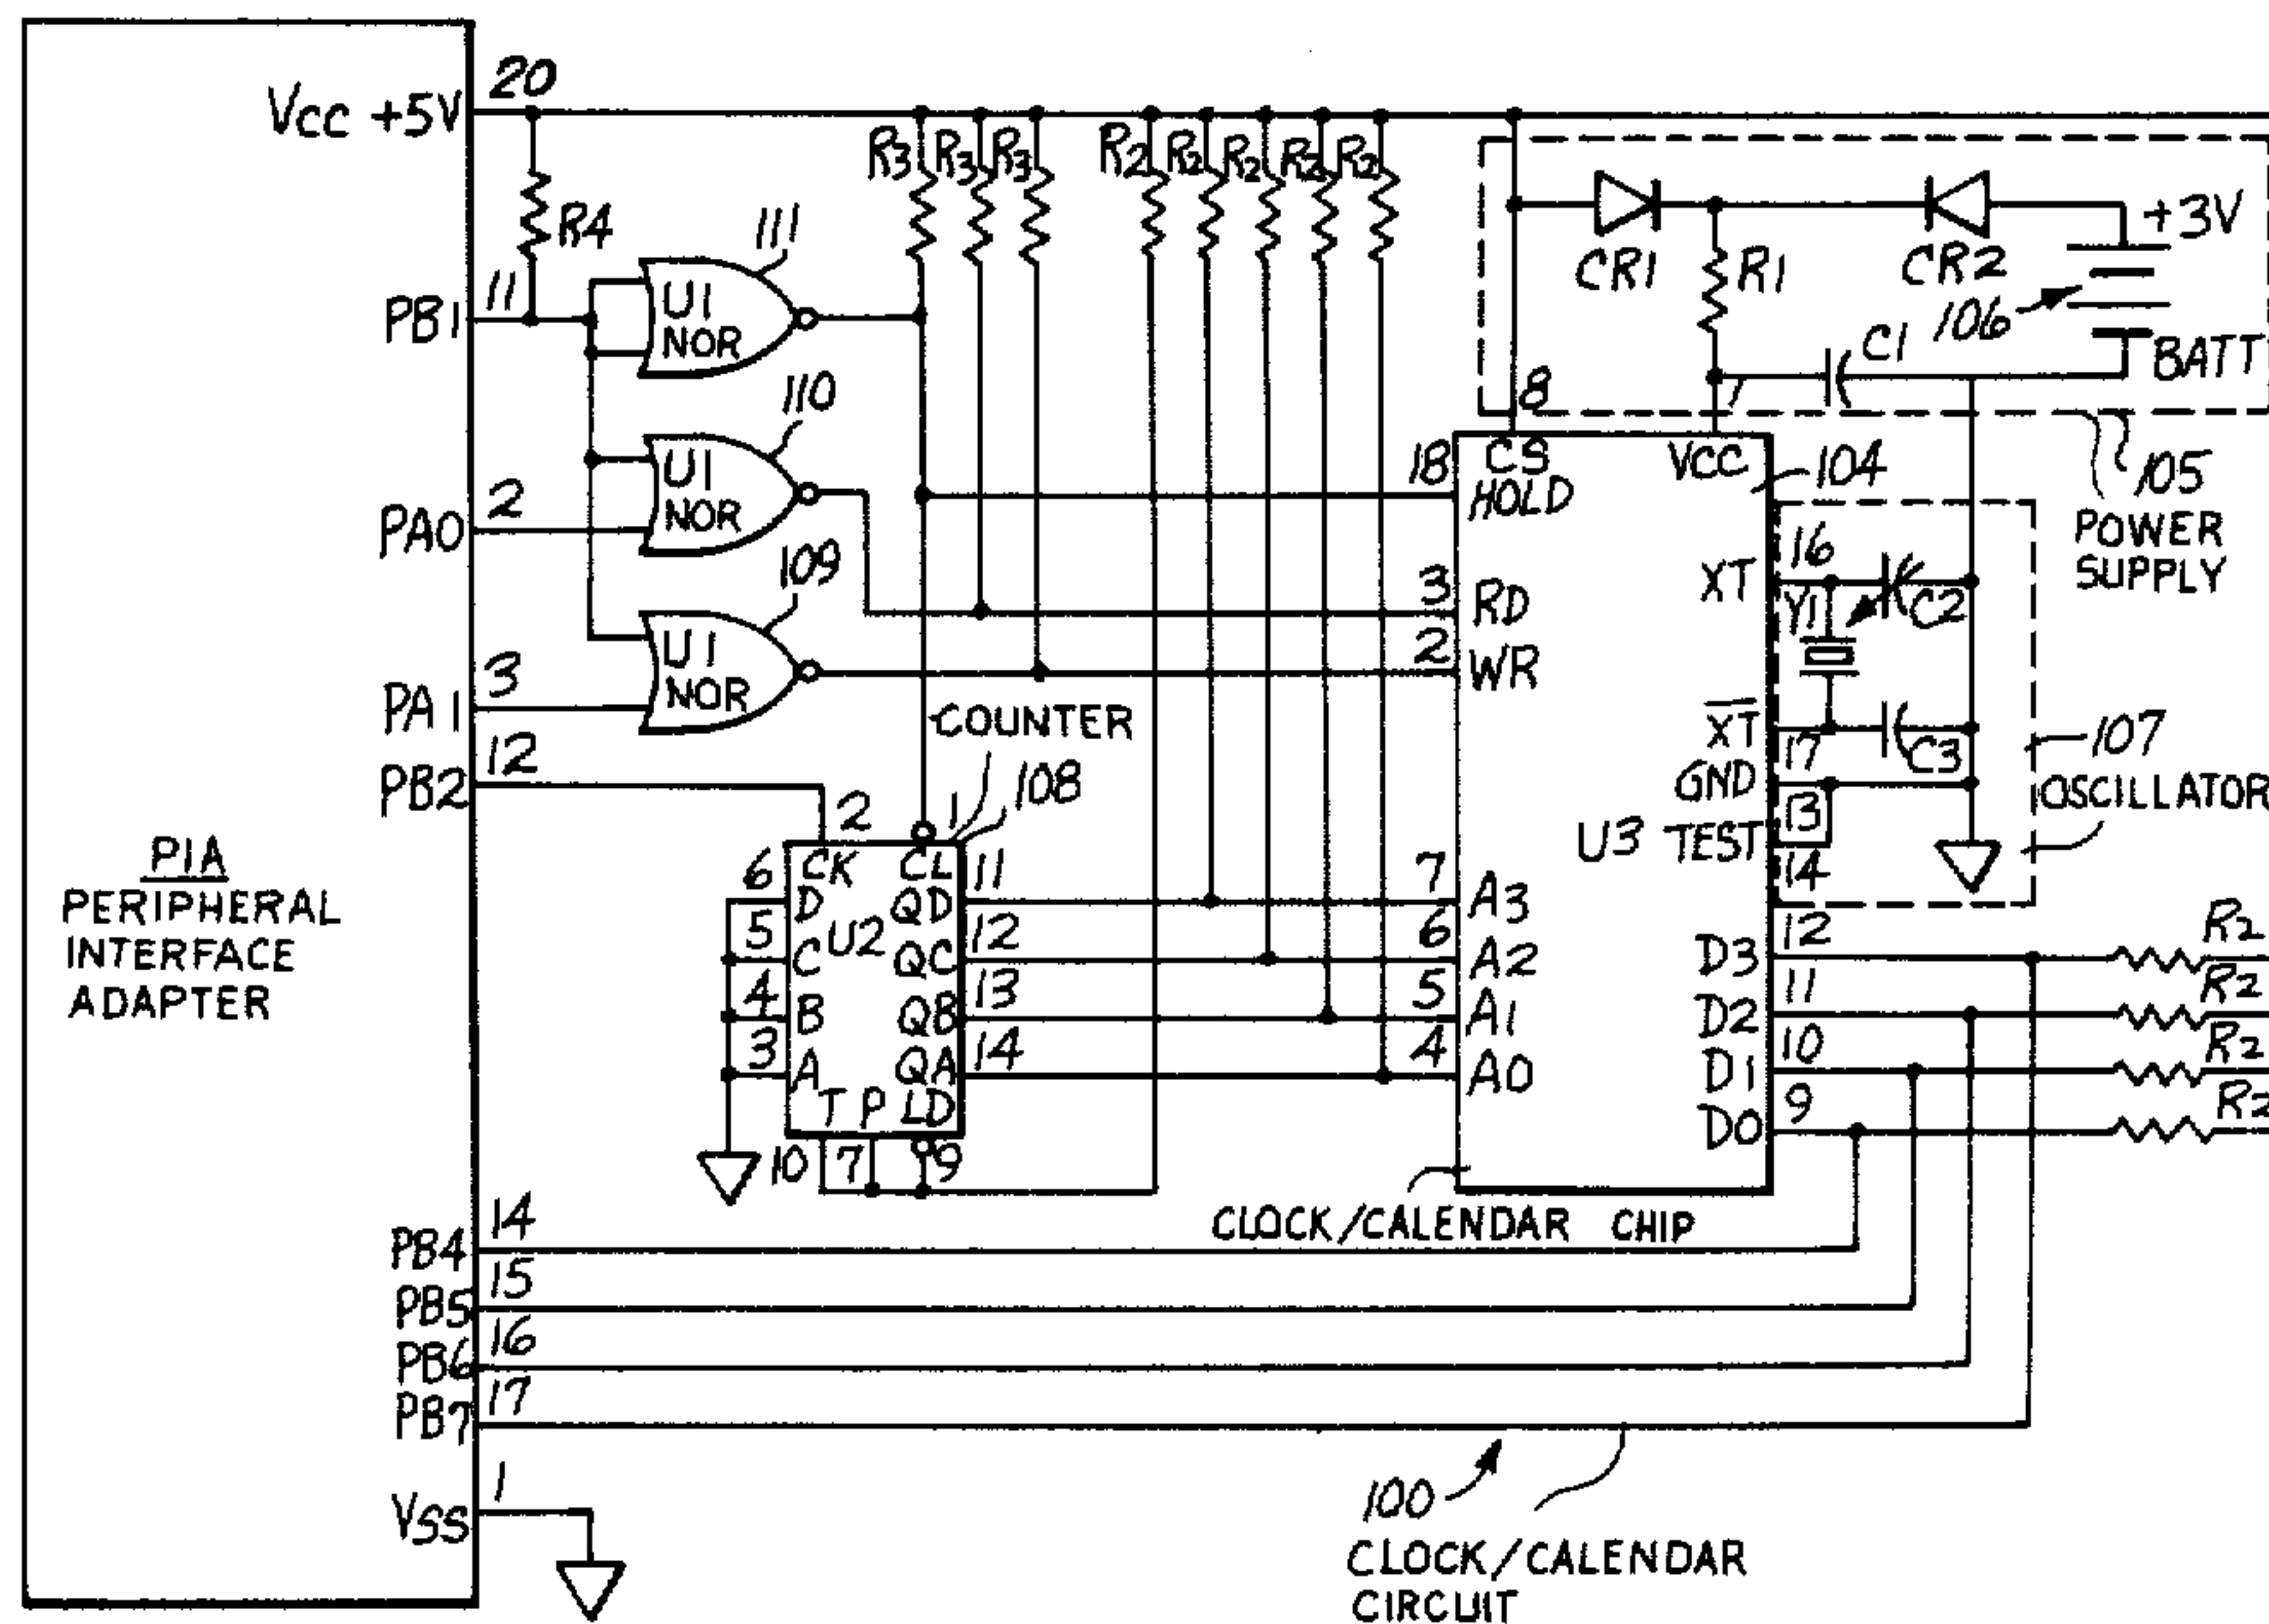 VCC +5V 20
R3 R3 R3 R2 R2 R2 R2 R2
R4
PB1 11
111
U1
NOR
110
PA0 2
U1
NOR
109
PA1 3
U1
NOR
PB2 12
PIA
PERIPHERAL
INTERFACE
ADAPTER
COUNTER
108
2 1
CK CL
6 D QD 11
U2
5 C QC 12
4 B QB 13
3 A QA 14
T P LD
10 7 9
CR1 R1 CR2
+3V
106
C1
BATT
8
1
CS VCC
104
105
POWER
SUPPLY
18 HOLD
3 RD
2 WR
XT 16
Y1
C2
XT
17
C3
GND
13
U3 TEST
14
107
OSCILLATOR
7 A3
6 A2
5 A1
4 A0
D3 12 R2
D2 11 R2
D1 10 R2
D0 9 R2
CLOCK/CALENDAR CHIP
PB4 14
PB5 15
PB6 16
PB7 17
VSS 1
100
CLOCK/CALENDAR
CIRCUIT